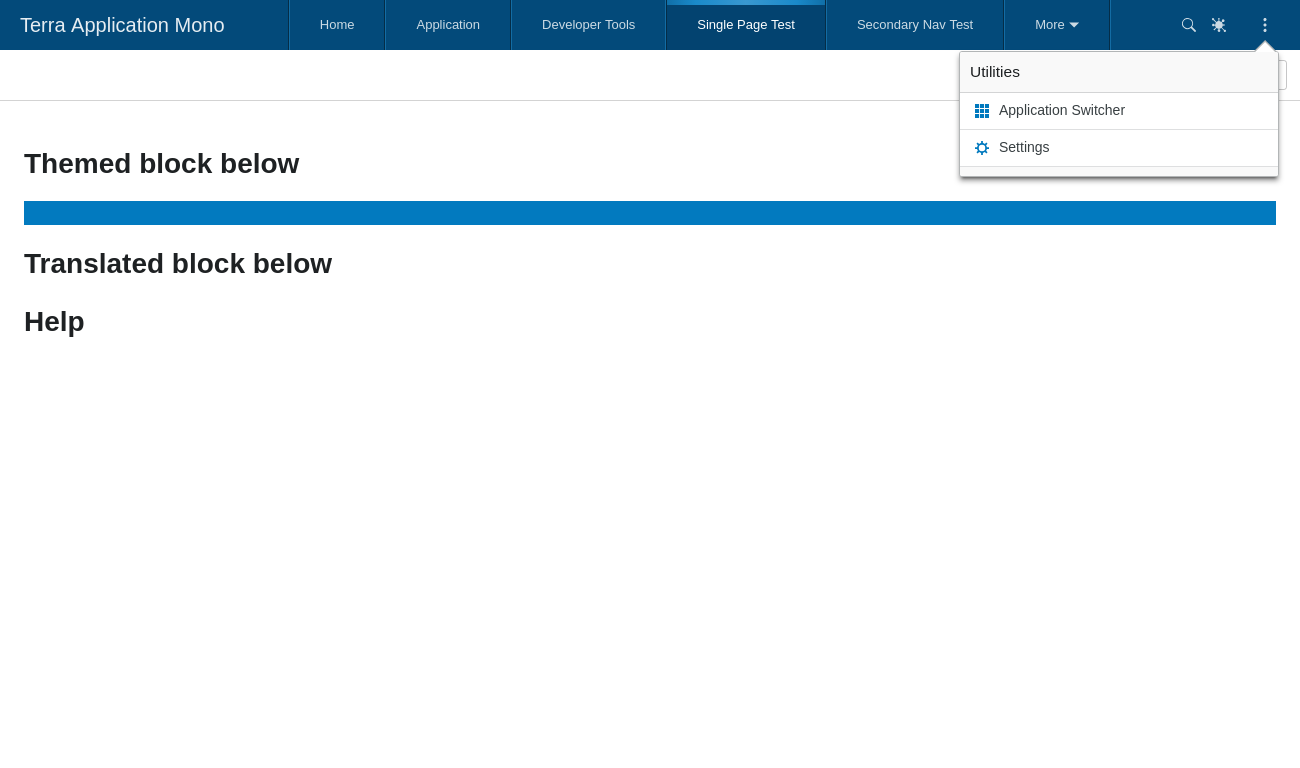 Terra Application Mono
Home
Application
Developer Tools
Single Page Test
Secondary Nav Test
More
Utilities
Application Switcher
Settings
Themed block below
Translated block below
Help